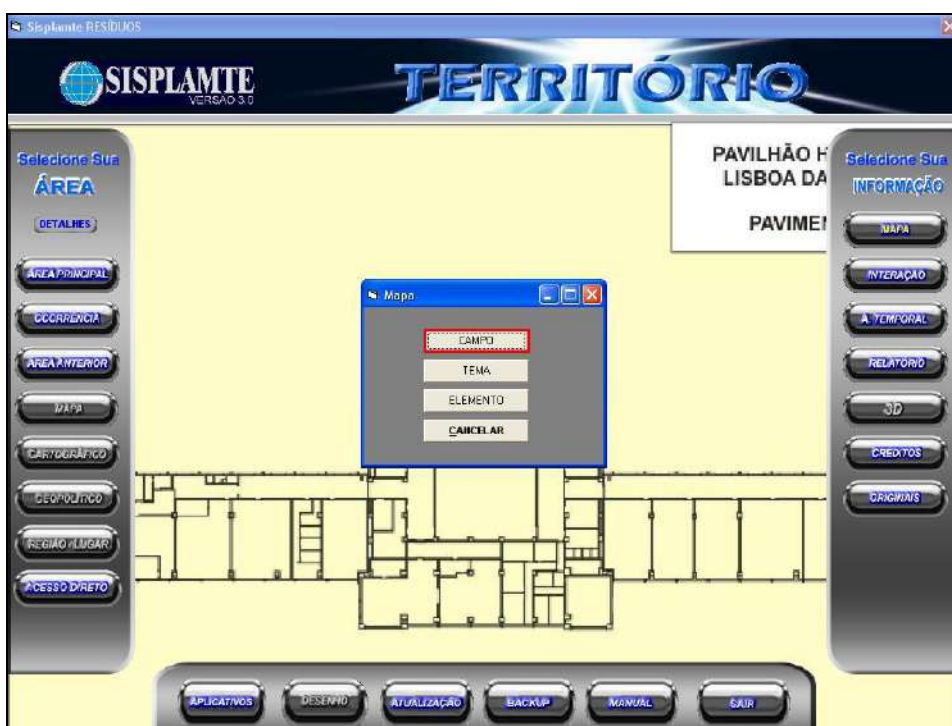 Sisplamte RESÍDUOS
SISPLAMTE
VERSÃO 3.0
TERRITÓRIO
Selecione Sua
ÁREA
DETALHES
ÁREA PRINCIPAL
OCORRÊNCIA
ÁREA ANTERIOR
MAPA
CARTOGRÁFICO
GEOPOLÍTICO
REGIÃO / LUGAR
ACESSO DIRETO
PAVILHÃO H
LISBOA DA
PAVIME
Mapa
CAMPO
TEMA
ELEMENTO
CANCELAR
Selecione Sua
INFORMAÇÃO
MAPA
INTERAÇÃO
A. TEMPORAL
RELATÓRIO
3D
CREDITOS
ORIGINAIS
APLICATIVOS
DESENHO
ATUALIZAÇÃO
BACKUP
MANUAL
SAIR